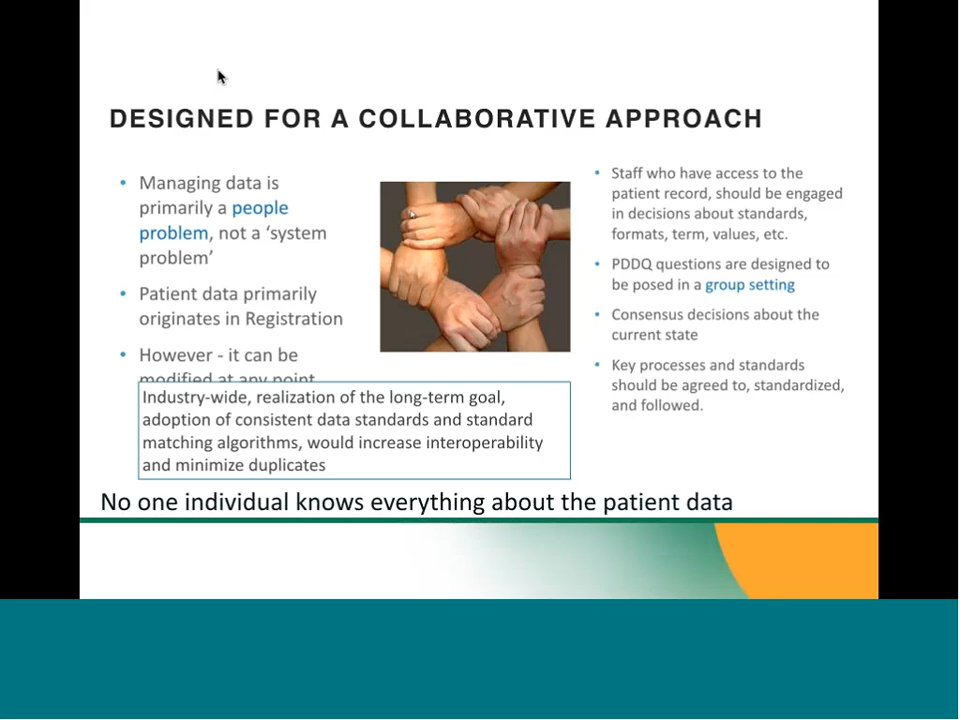 DESIGNED FOR A COLLABORATIVE APPROACH
• Managing data is
primarily a people
problem, not a ‘system
problem’
• Patient data primarily
originates in Registration
• However - it can be
modified at any point
Industry-wide, realization of the long-term goal,
adoption of consistent data standards and standard
matching algorithms, would increase interoperability
and minimize duplicates
• Staff who have access to the
patient record, should be engaged
in decisions about standards,
formats, term, values, etc.
• PDDQ questions are designed to
be posed in a group setting
• Consensus decisions about the
current state
• Key processes and standards
should be agreed to, standardized,
and followed.
No one individual knows everything about the patient data